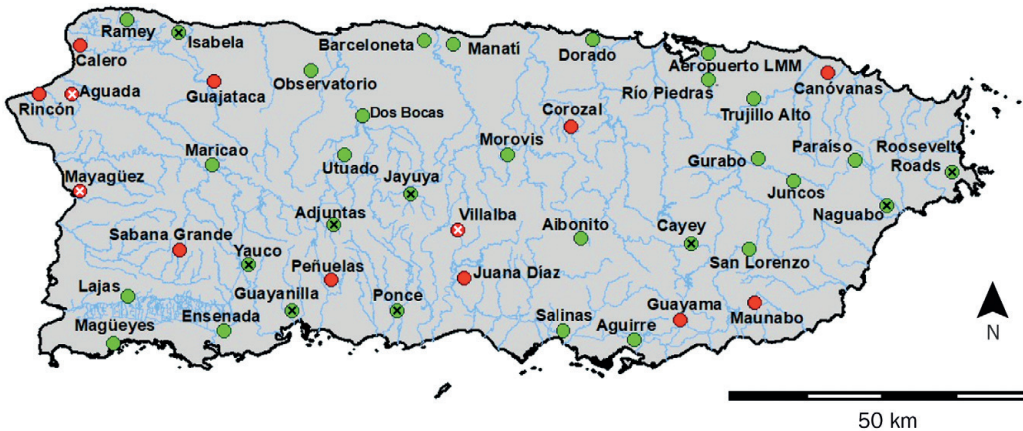 Ramey
Isabela
Calero
Barceloneta
Manatí
Dorado
Aeropuerto LMM
Observatorio
Río Piedras
Canóvanas
Rincón
Aguada
Guajataca
Dos Bocas
Corozal
Trujillo Alto
Maricao
Utuado
Morovis
Gurabo
Paraíso
Roosevelt
Roads
Mayagüez
Jayuya
Juncos
Naguabo
Adjuntas
Villalba
Aibonito
Cayey
Sabana Grande
Yauco
San Lorenzo
Peñuelas
Juana Díaz
Lajas
Guayanilla
Ponce
Guayama
Maunabo
Magüeyes
Ensenada
Salinas
Aguirre
N
50 km